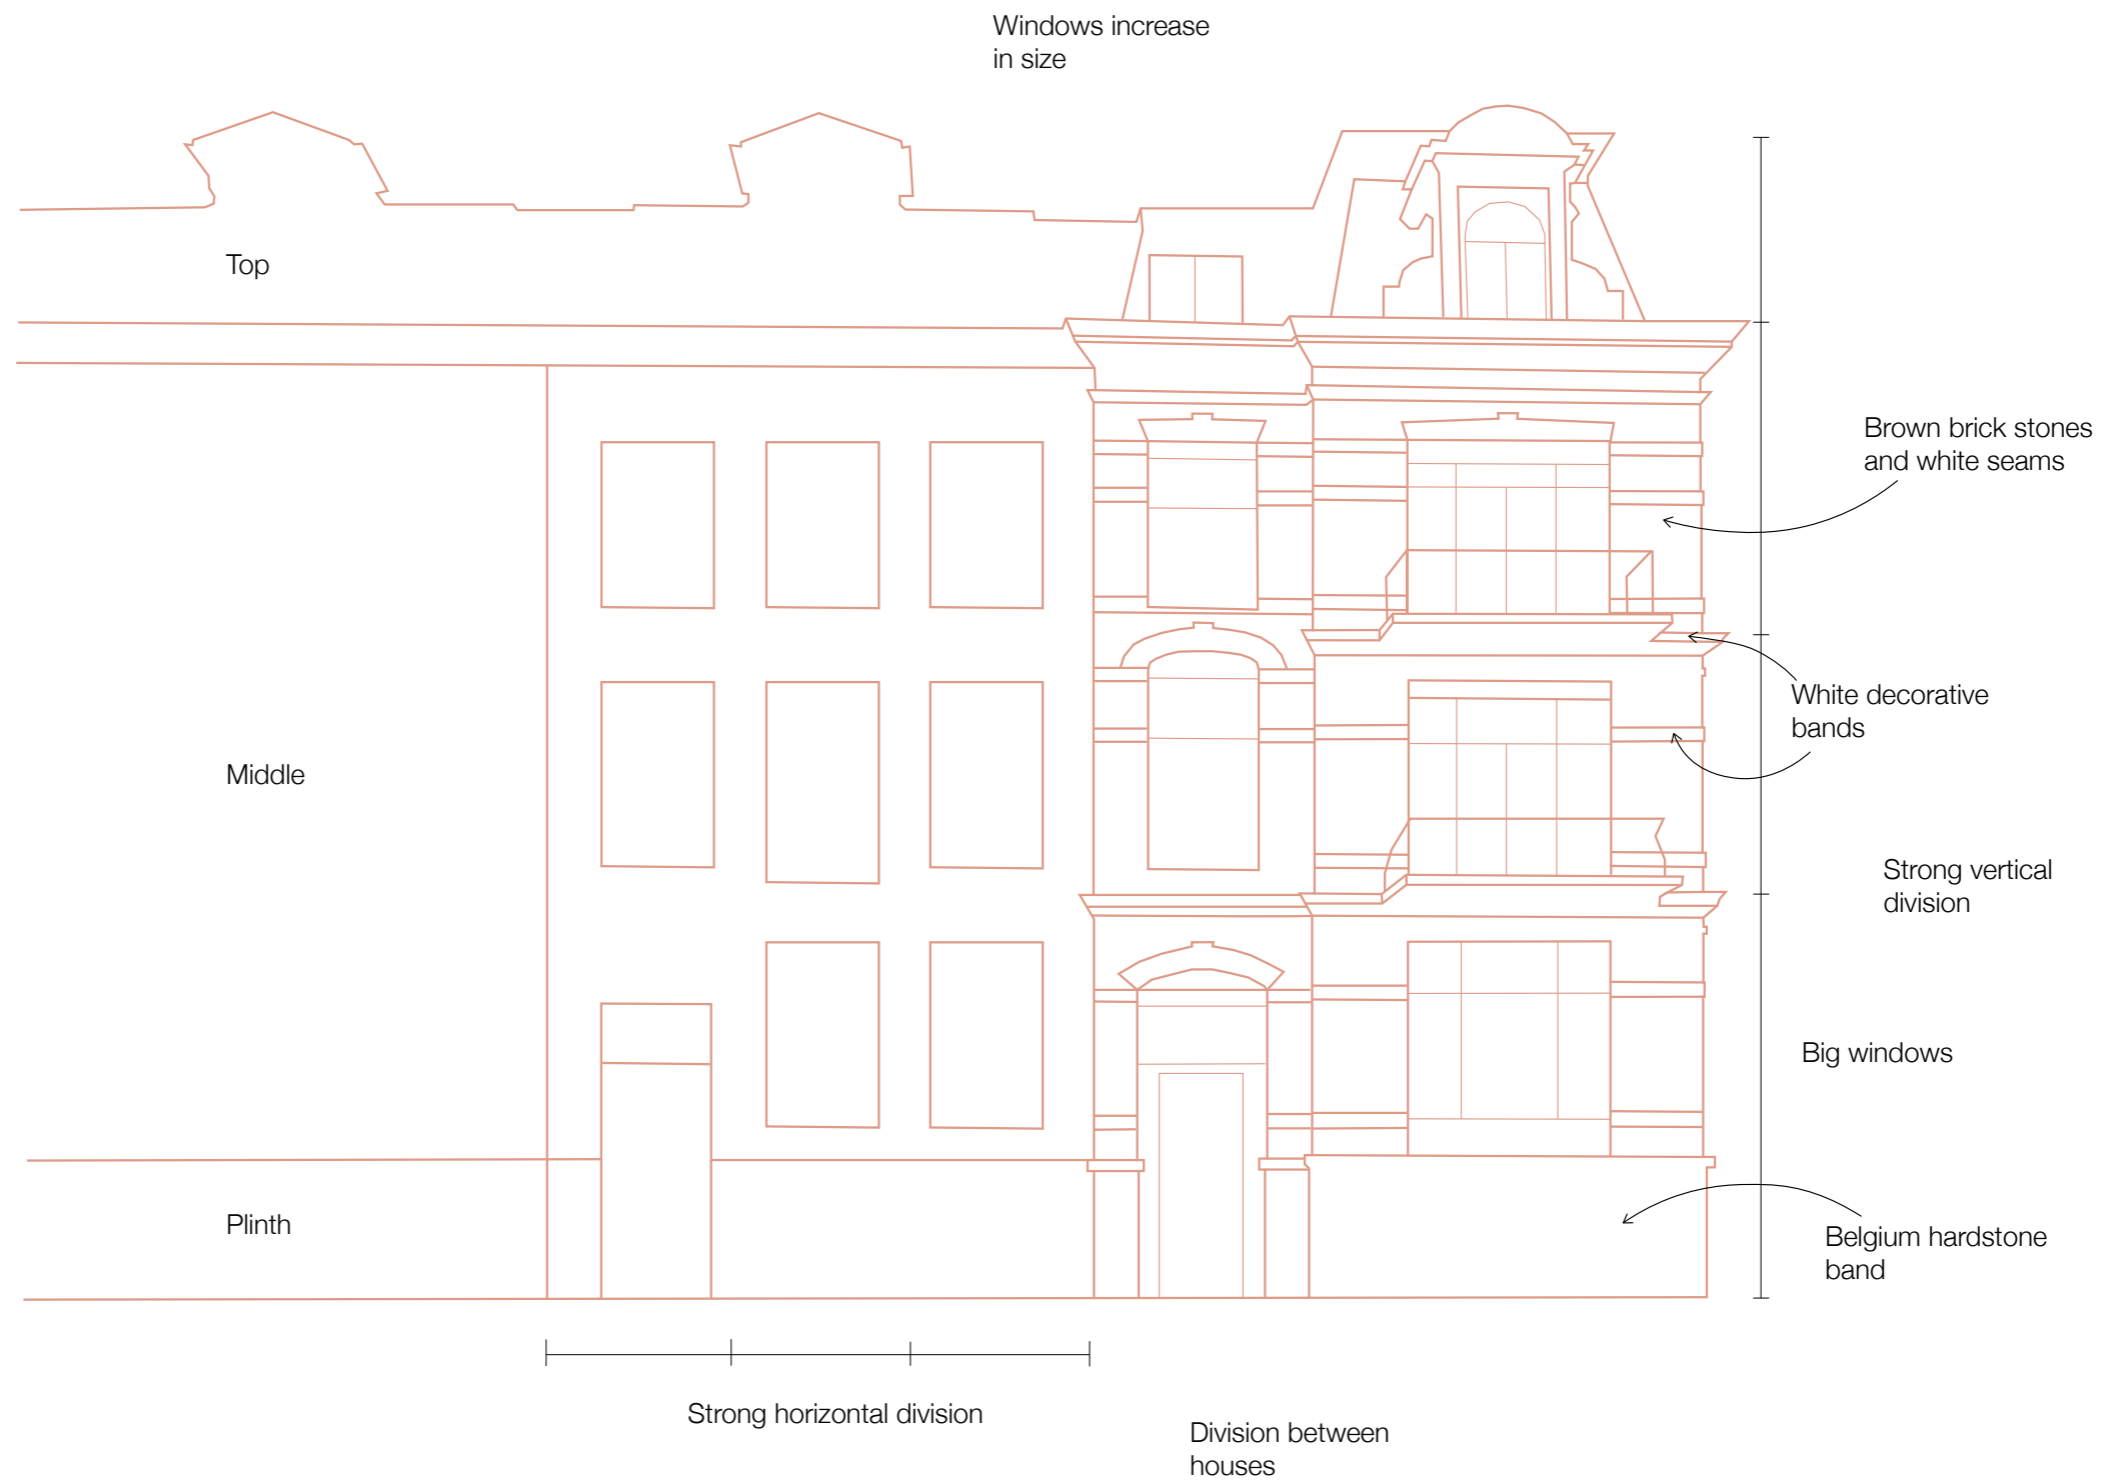 Windows increase
in size
Top
Brown brick stones
and white seams
White decorative
bands
Middle
Strong vertical
division
Big windows
Plinth
Belgium hardstone
band
Strong horizontal division
Division between
houses